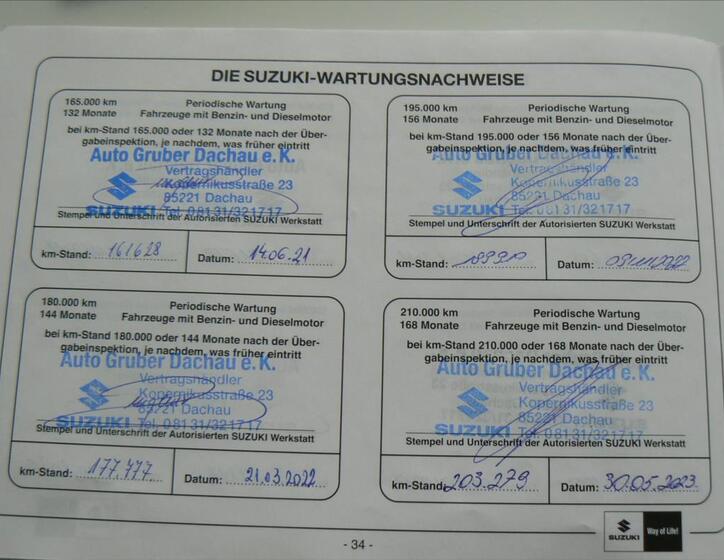 DIE SUZUKI-WARTUNGSNACHWEISE
165.000 km Periodische Wartung
132 Monate Fahrzeuge mit Benzin- und Dieselmotor
bei km-Stand 165.000 oder 132 Monate nach der Über-
gabeinspektion, je nachdem, was früher eintritt
Auto Gruber Dachau e.K.
Vertragshändler
Kopernikusstraße 23
85221 Dachau
SUZUKI Tel. 08131/321717
Stempel und Unterschrift der Autorisierten SUZUKI Werkstatt
km-Stand: 161628 Datum: 14.06.21
195.000 km Periodische Wartung
156 Monate Fahrzeuge mit Benzin- und Dieselmotor
bei km-Stand 195.000 oder 156 Monate nach der Über-
gabeinspektion, je nachdem, was früher eintritt
Auto Gruber Dachau e.K.
Vertragshändler
Kopernikusstraße 23
85221 Dachau
SUZUKI Tel. 08131/321717
Stempel und Unterschrift der Autorisierten SUZUKI Werkstatt
km-Stand: Datum:
180.000 km Periodische Wartung
144 Monate Fahrzeuge mit Benzin- und Dieselmotor
bei km-Stand 180.000 oder 144 Monate nach der Über-
gabeinspektion, je nachdem, was früher eintritt
Auto Gruber Dachau e.K.
Vertragshändler
Kopernikusstraße 23
85221 Dachau
SUZUKI Tel. 08131/321717
Stempel und Unterschrift der Autorisierten SUZUKI Werkstatt
km-Stand: 177.777 Datum: 21.03.2022
210.000 km Periodische Wartung
168 Monate Fahrzeuge mit Benzin- und Dieselmotor
bei km-Stand 210.000 oder 168 Monate nach der Über-
gabeinspektion, je nachdem, was früher eintritt
Auto Gruber Dachau e.K.
Vertragshändler
Kopernikusstraße 23
85221 Dachau
SUZUKI Tel. 08131/321717
Stempel und Unterschrift der Autorisierten SUZUKI Werkstatt
km-Stand: 203.279 Datum: 30.05.2023
- 34 -
SUZUKI Way of Life!